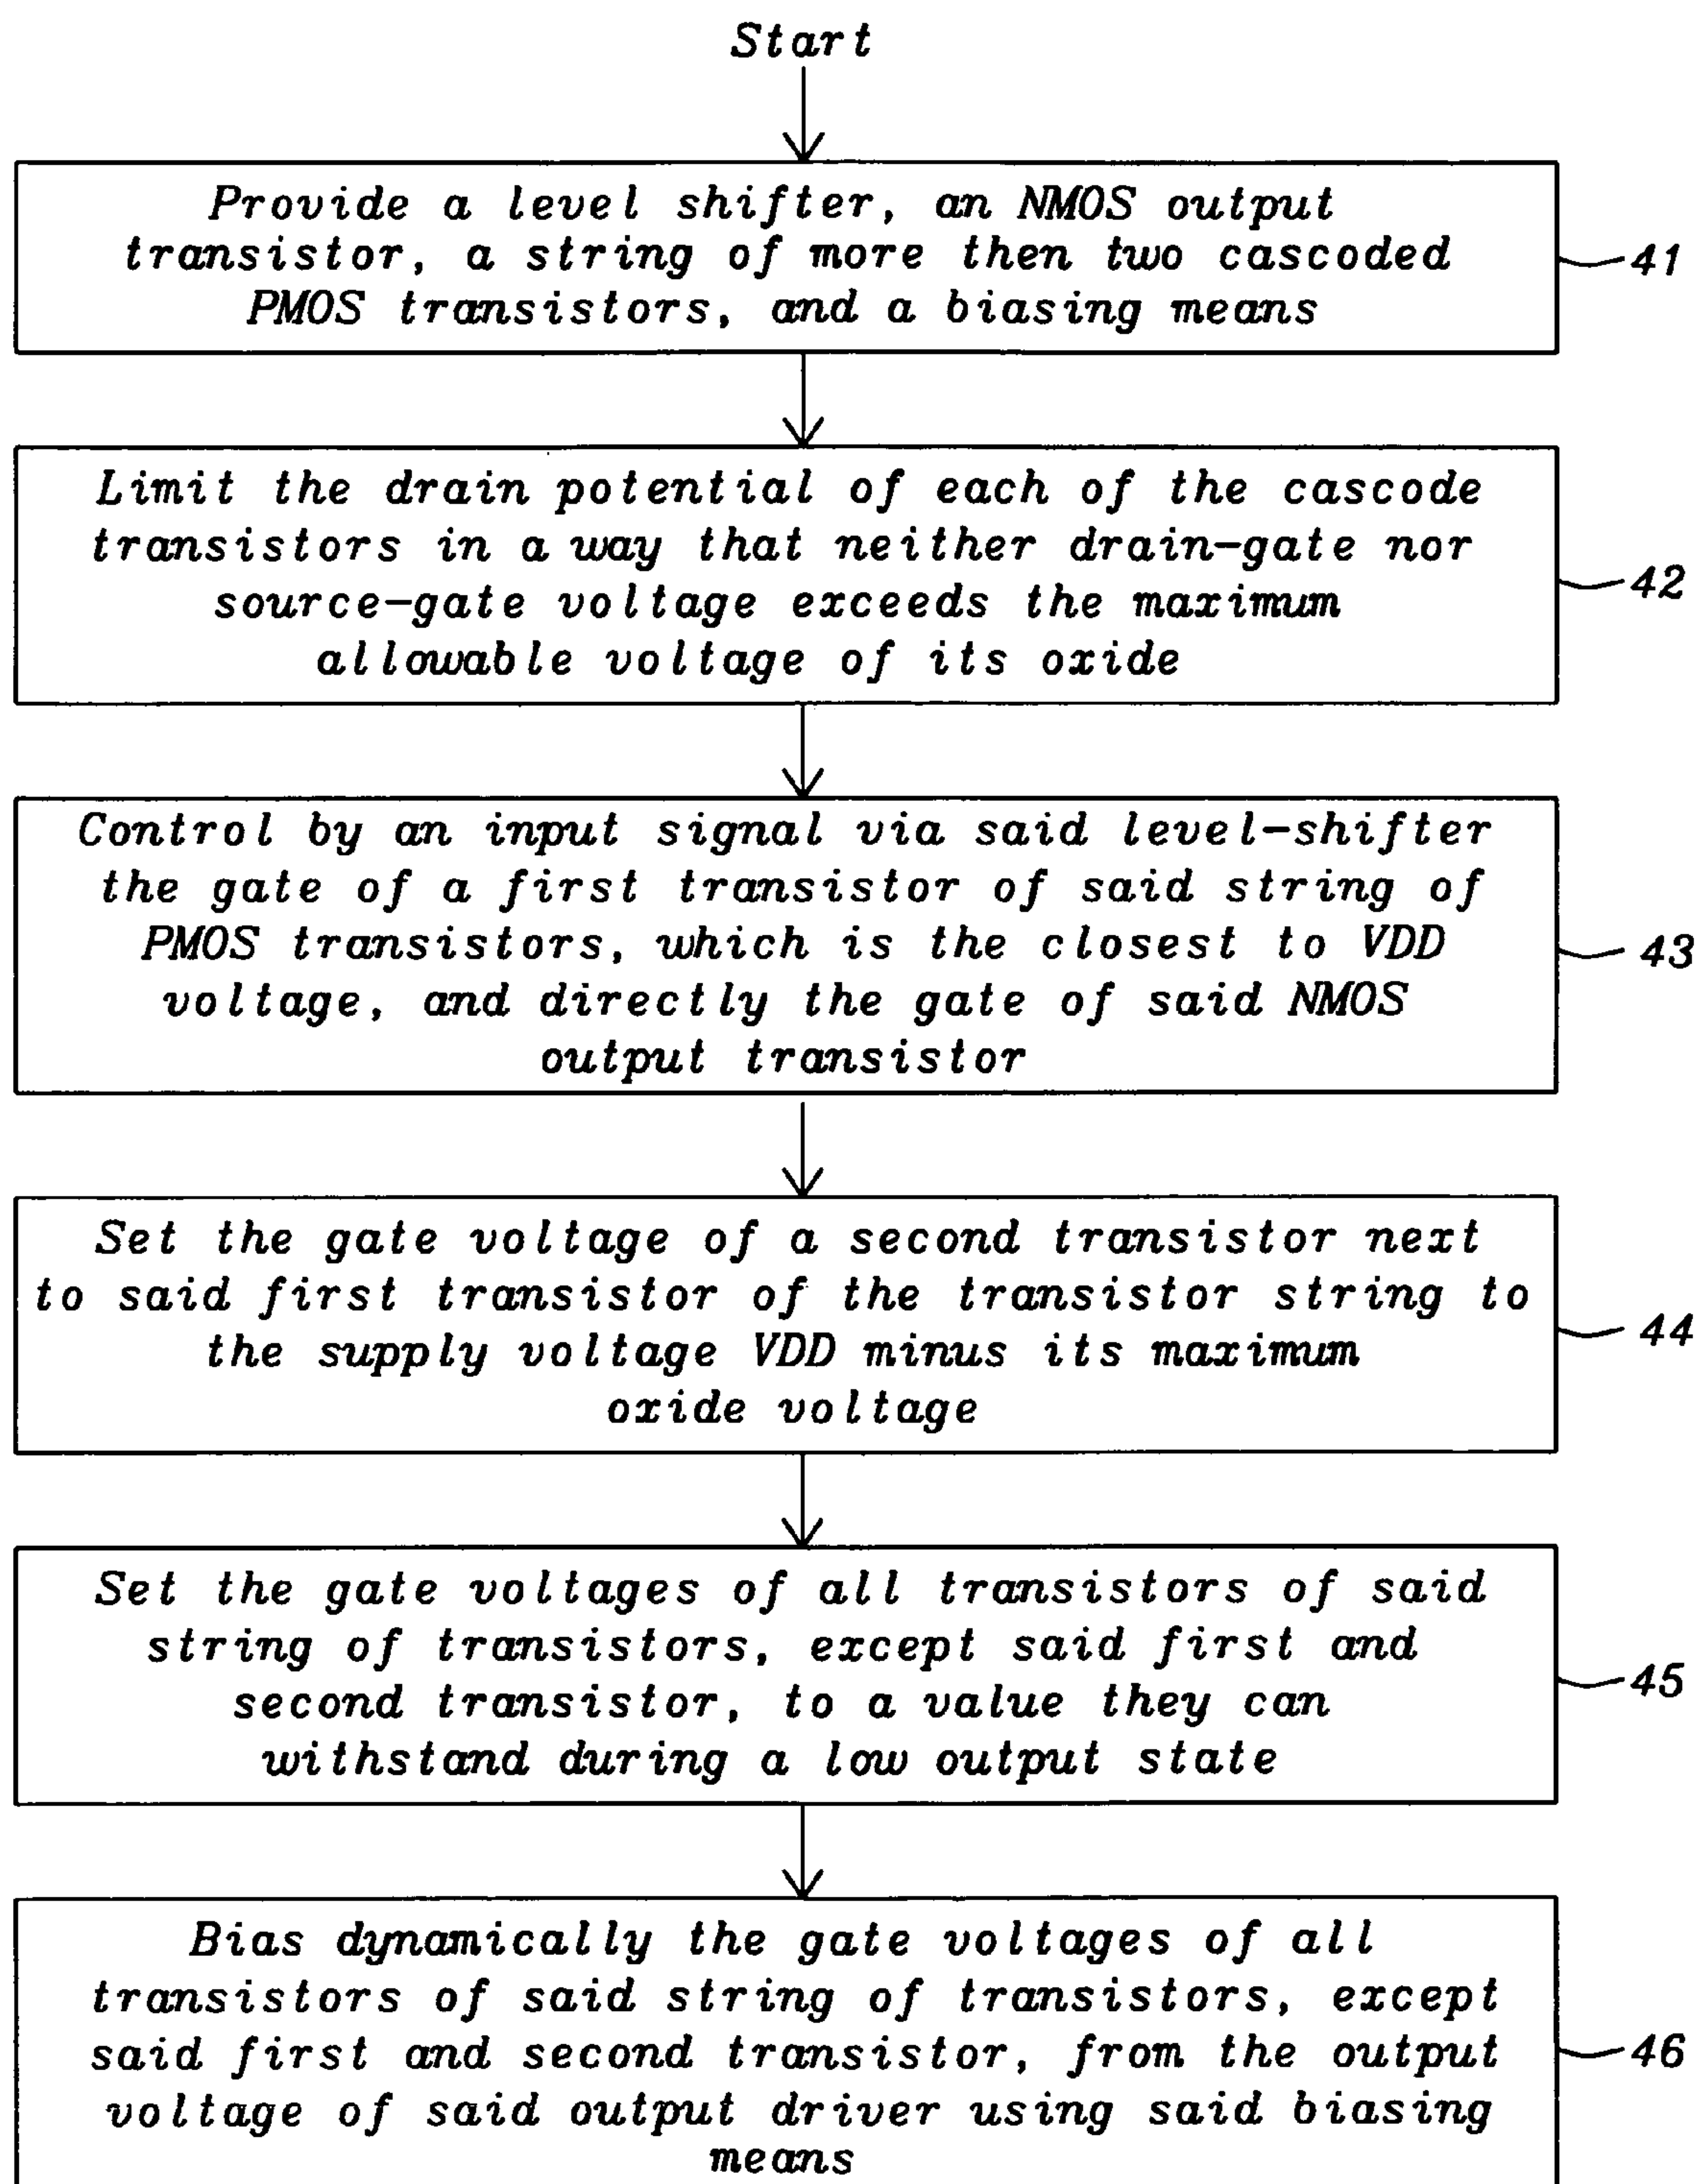 Start
Provide a level shifter, an NMOS output
transistor, a string of more then two cascoded
PMOS transistors, and a biasing means
41
Limit the drain potential of each of the cascode
transistors in a way that neither drain-gate nor
source-gate voltage exceeds the maximum
allowable voltage of its oxide
42
Control by an input signal via said level-shifter
the gate of a first transistor of said string of
PMOS transistors, which is the closest to VDD
voltage, and directly the gate of said NMOS
output transistor
43
Set the gate voltage of a second transistor next
to said first transistor of the transistor string to
the supply voltage VDD minus its maximum
oxide voltage
44
Set the gate voltages of all transistors of said
string of transistors, except said first and
second transistor, to a value they can
withstand during a low output state
45
Bias dynamically the gate voltages of all
transistors of said string of transistors, except
said first and second transistor, from the output
voltage of said output driver using said biasing
means
46